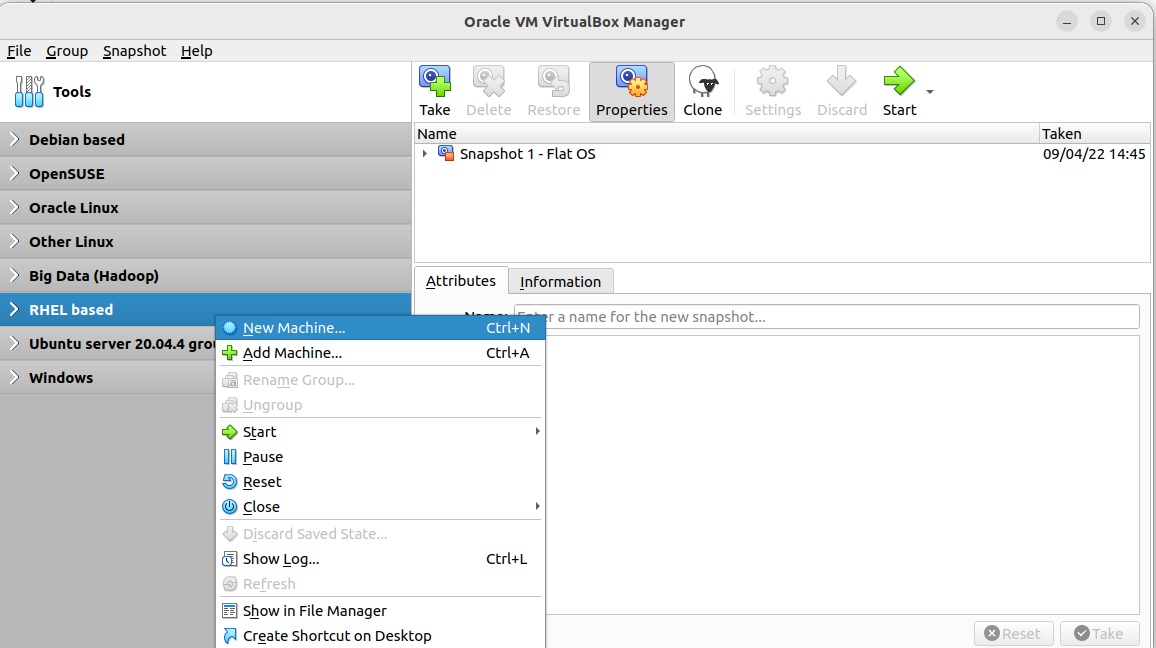 Oracle VM VirtualBox Manager
File Group Snapshot Help
Tools
Take Delete Restore Properties Clone Settings Discard Start
Name Taken
Snapshot 1 - Flat OS 09/04/22 14:45
Debian based
OpenSUSE
Oracle Linux
Other Linux
Big Data (Hadoop)
RHEL based
Ubuntu server 20.04.4
Windows
Attributes Information
Enter a name for the new snapshot...
New Machine... Ctrl+N
Add Machine... Ctrl+A
Rename Group...
Ungroup
Start
Pause
Reset
Close
Discard Saved State...
Show Log... Ctrl+L
Refresh
Show in File Manager
Create Shortcut on Desktop
Reset Take